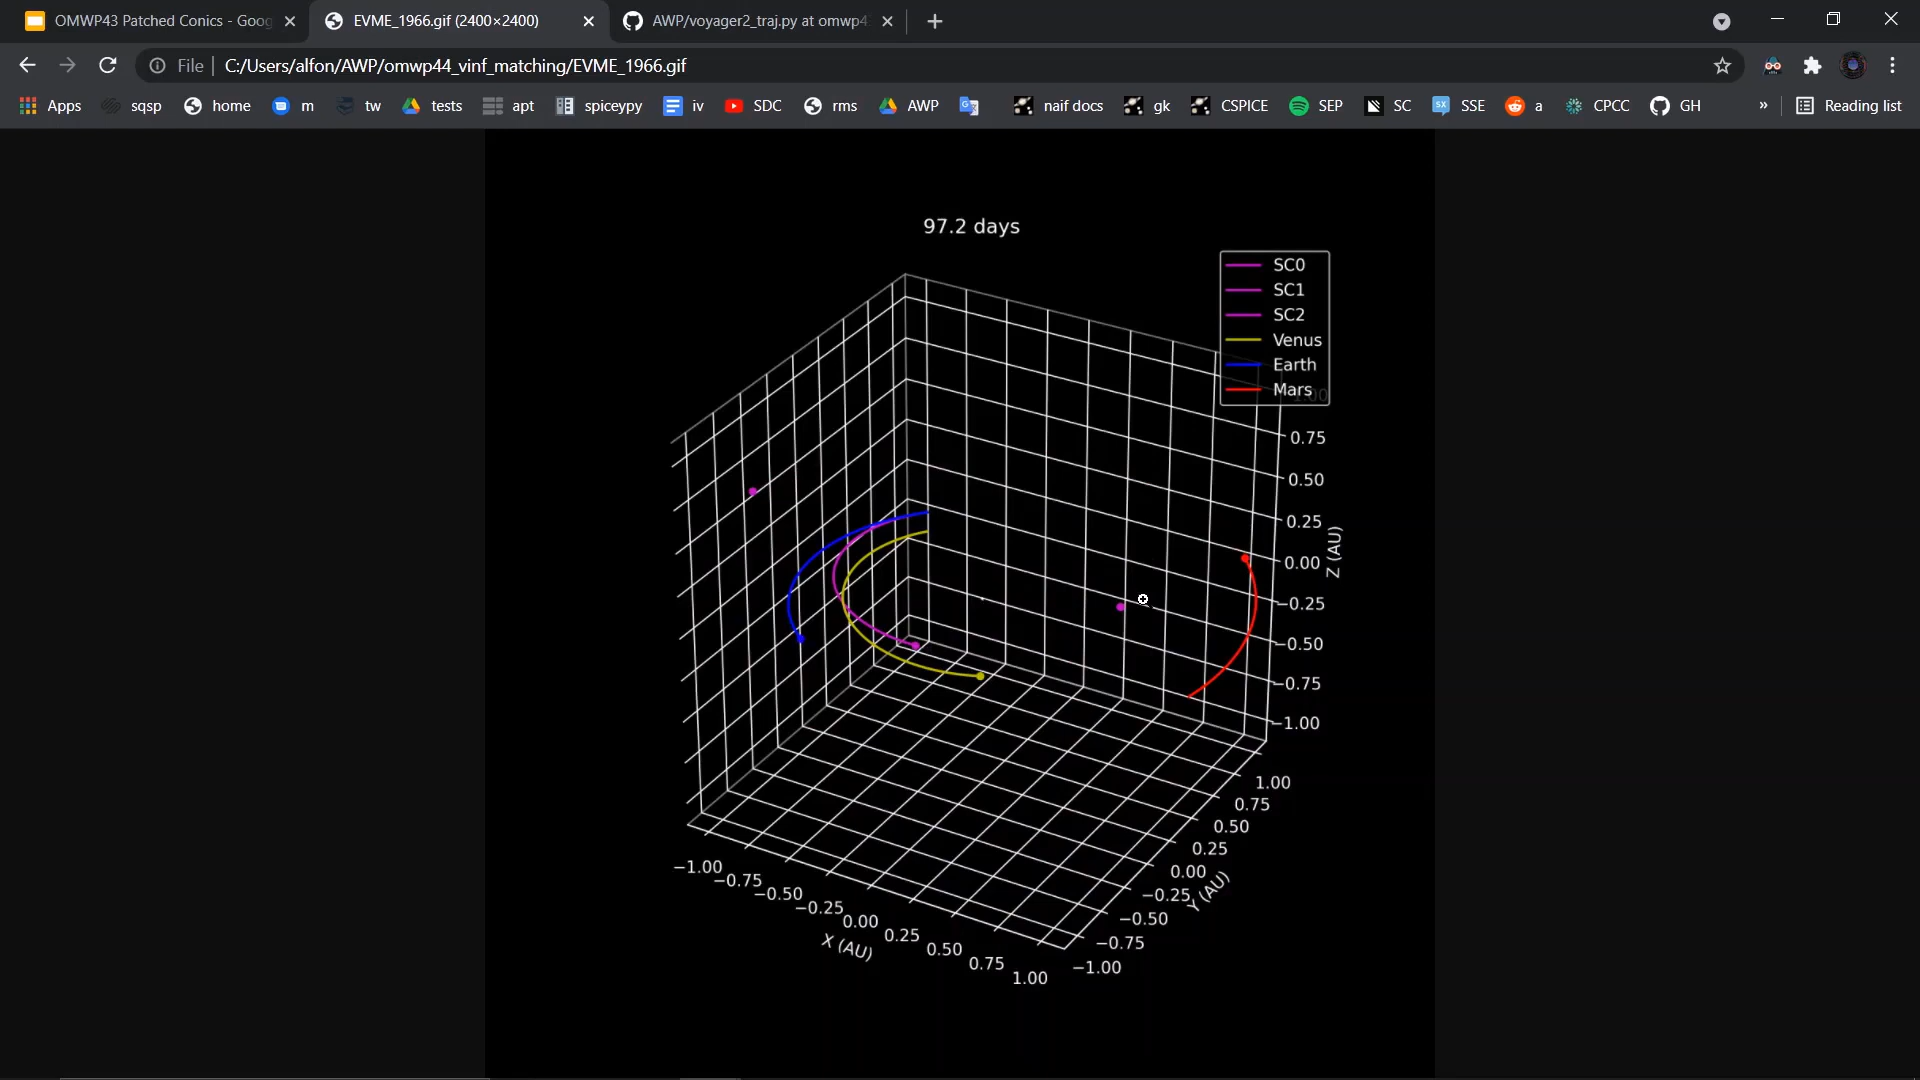 OMWP43 Patched Conics - Goog
EVME_1966.gif (2400×2400)
AWP/voyager2_traj.py at omwp4
File
C:/Users/alfon/AWP/omwp44_vinf_matching/EVME_1966.gif
Apps sqsp home m tw tests apt spiceypy iv SDC rms AWP naif docs gk CSPICE SEP SC SSE a CPCC GH » Reading list
97.2 days
SC0
SC1
SC2
Venus
Earth
Mars
1.00
0.75
0.50
0.25
0.00
−0.25
−0.50
−0.75
−1.00
Z (AU)
1.00
0.75
0.50
0.25
0.00
−0.25
−0.50
−0.75
−1.00
Y (AU)
−1.00
−0.75
−0.50
−0.25
0.00
0.25
0.50
0.75
1.00
X (AU)